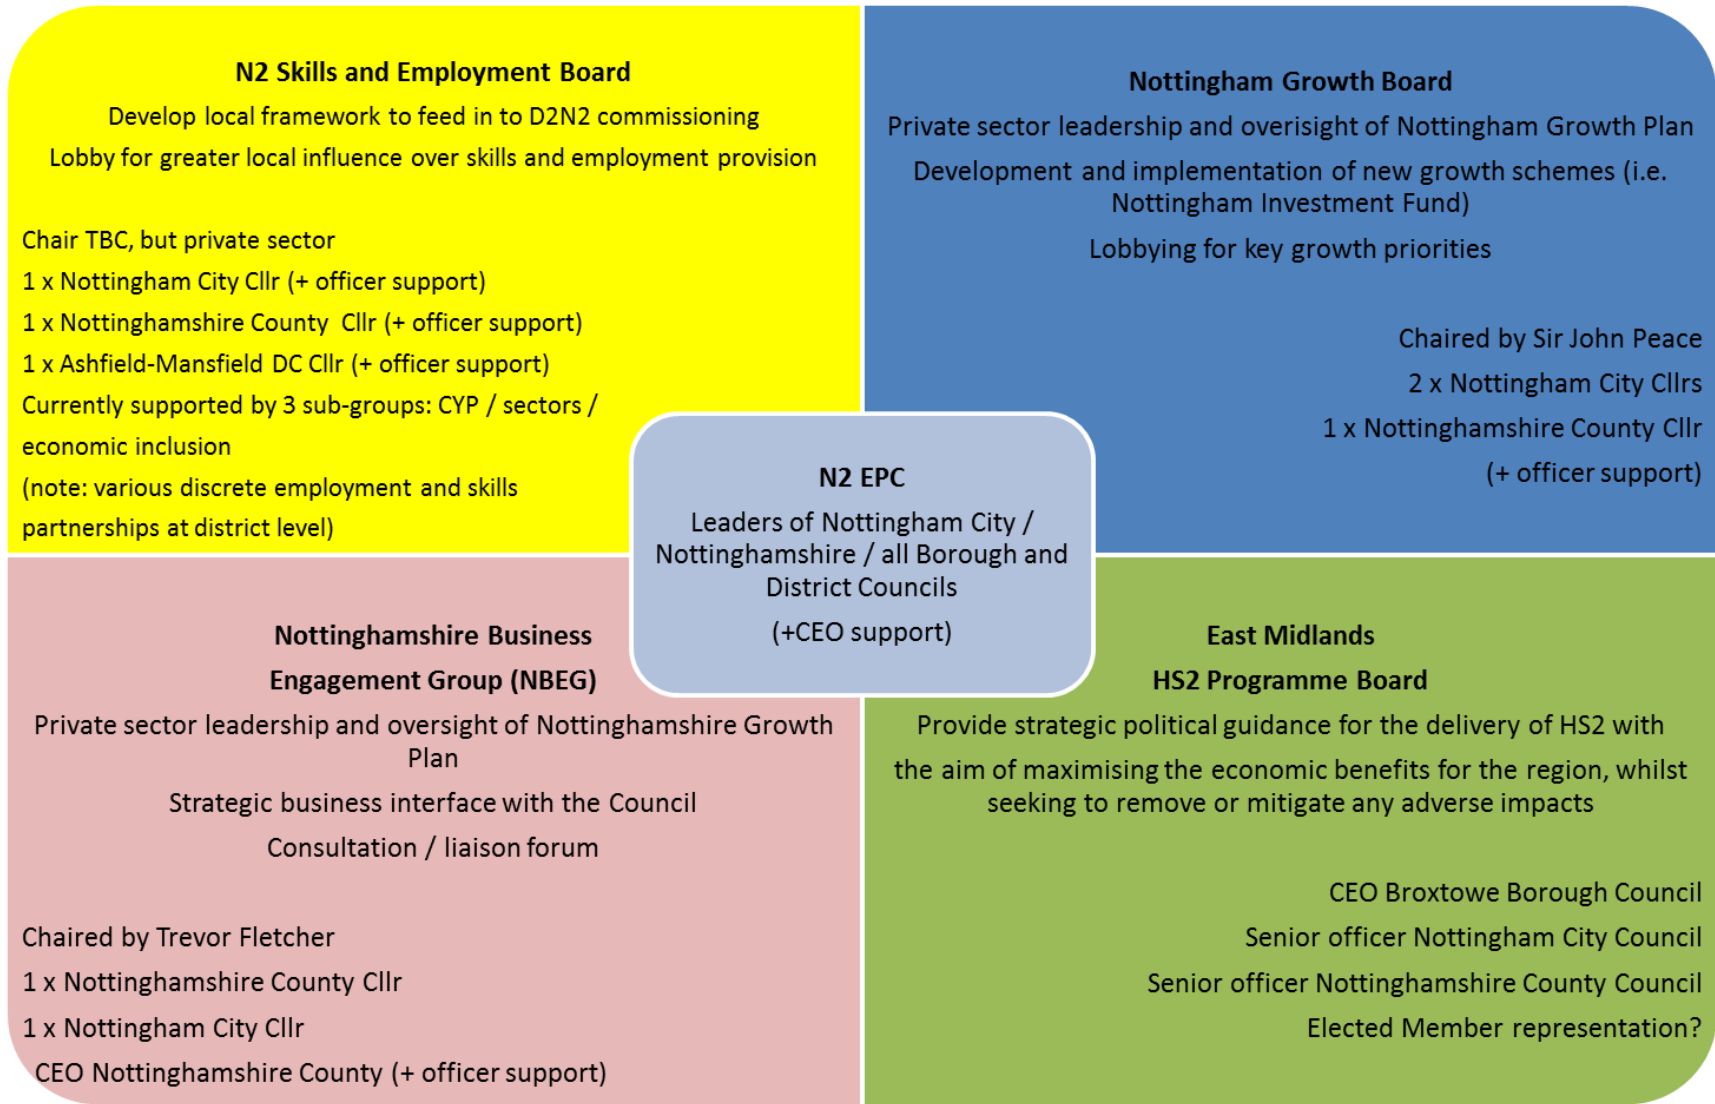 N2 Skills and Employment Board
Develop local framework to feed in to D2N2 commissioning
Lobby for greater local influence over skills and employment provision
Chair TBC, but private sector
1 x Nottingham City Cllr (+ officer support)
1 x Nottinghamshire County Cllr (+ officer support)
1 x Ashfield-Mansfield DC Cllr (+ officer support)
Currently supported by 3 sub-groups: CYP / sectors /
economic inclusion
(note: various discrete employment and skills
partnerships at district level)
Nottingham Growth Board
Private sector leadership and overisight of Nottingham Growth Plan
Development and implementation of new growth schemes (i.e.
Nottingham Investment Fund)
Lobbying for key growth priorities
Chaired by Sir John Peace
2 x Nottingham City Cllrs
1 x Nottinghamshire County Cllr
(+ officer support)
N2 EPC
Leaders of Nottingham City /
Nottinghamshire / all Borough and
District Councils
(+CEO support)
Nottinghamshire Business
Engagement Group (NBEG)
Private sector leadership and oversight of Nottinghamshire Growth
Plan
Strategic business interface with the Council
Consultation / liaison forum
Chaired by Trevor Fletcher
1 x Nottinghamshire County Cllr
1 x Nottingham City Cllr
CEO Nottinghamshire County (+ officer support)
East Midlands
HS2 Programme Board
Provide strategic political guidance for the delivery of HS2 with
the aim of maximising the economic benefits for the region, whilst
seeking to remove or mitigate any adverse impacts
CEO Broxtowe Borough Council
Senior officer Nottingham City Council
Senior officer Nottinghamshire County Council
Elected Member representation?